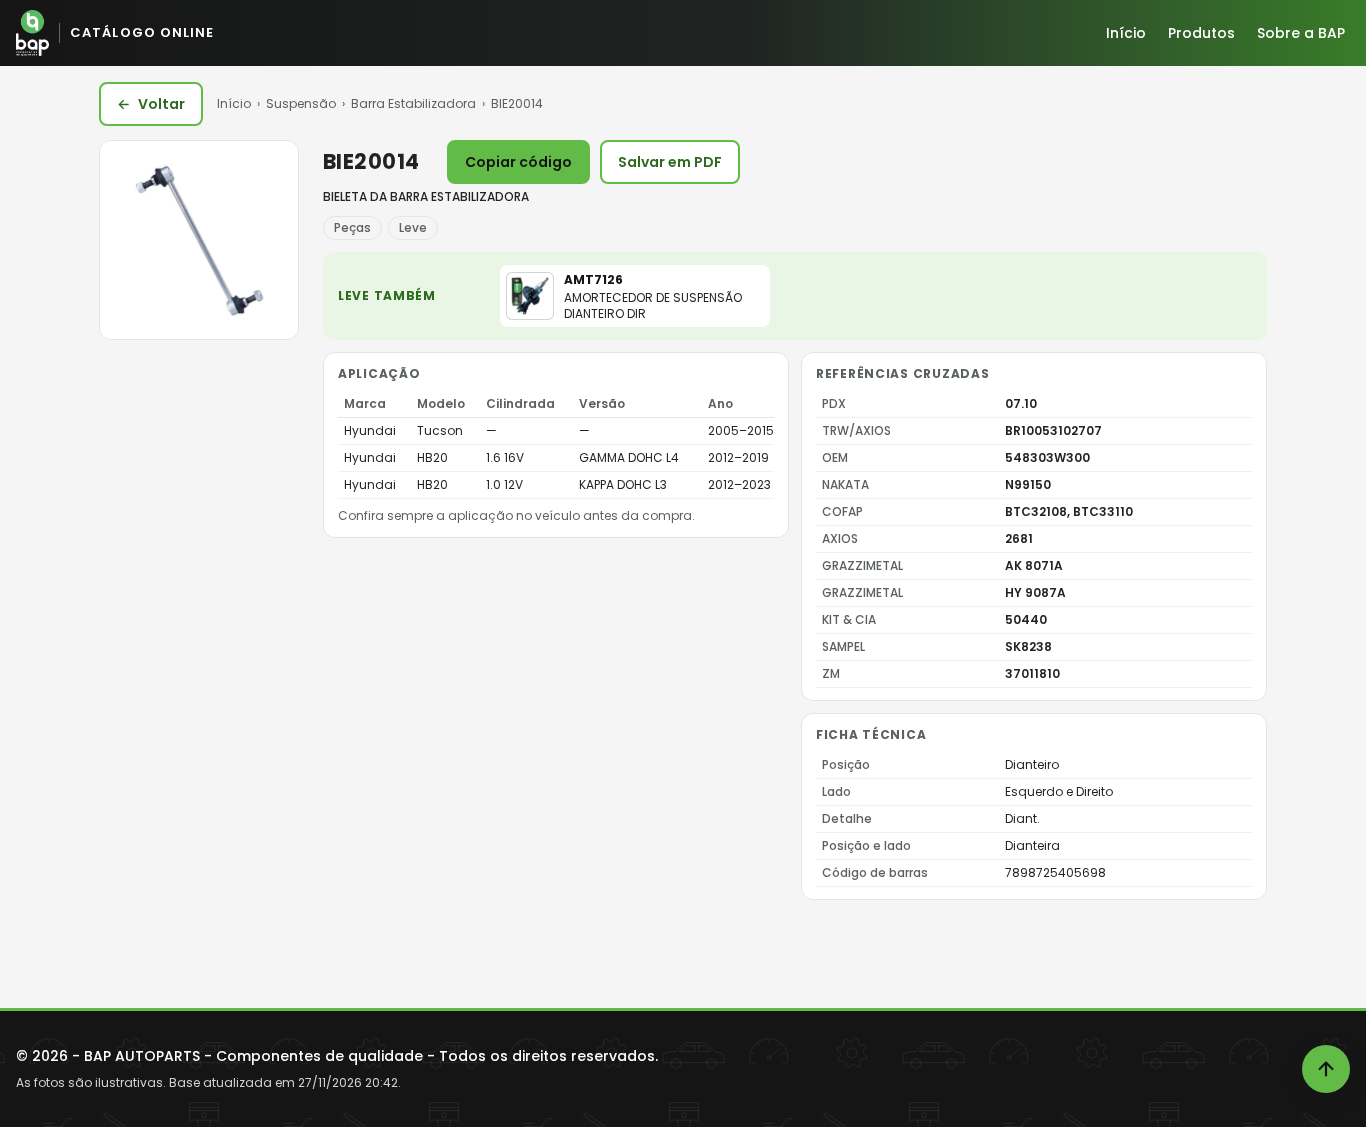 bap
CATÁLOGO ONLINE
Início Produtos Sobre a BAP
← Voltar
Início › Suspensão › Barra Estabilizadora › BIE20014
BIE20014
Copiar código
Salvar em PDF
BIELETA DA BARRA ESTABILIZADORA
Peças Leve
LEVE TAMBÉM
AMT7126
AMORTECEDOR DE SUSPENSÃO
DIANTEIRO DIR
APLICAÇÃO
Marca Modelo Cilindrada Versão Ano
Hyundai Tucson — — 2005–2015
Hyundai HB20 1.6 16V GAMMA DOHC L4 2012–2019
Hyundai HB20 1.0 12V KAPPA DOHC L3 2012–2023
Confira sempre a aplicação no veículo antes da compra.
REFERÊNCIAS CRUZADAS
PDX 07.10
TRW/AXIOS BR10053102707
OEM 548303W300
NAKATA N99150
COFAP BTC32108, BTC33110
AXIOS 2681
GRAZZIMETAL AK 8071A
GRAZZIMETAL HY 9087A
KIT & CIA 50440
SAMPEL SK8238
ZM 37011810
FICHA TÉCNICA
Posição Dianteiro
Lado Esquerdo e Direito
Detalhe Diant.
Posição e lado Dianteira
Código de barras 7898725405698
© 2026 - BAP AUTOPARTS - Componentes de qualidade - Todos os direitos reservados.
As fotos são ilustrativas. Base atualizada em 27/11/2026 20:42.